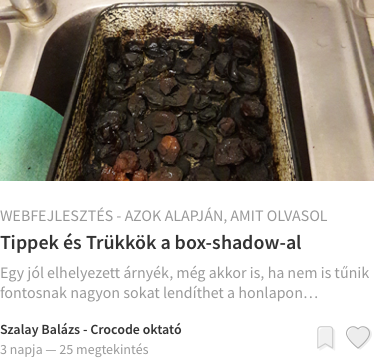 WEBFEJLESZTÉS - AZOK ALAPJÁN, AMIT OLVASOL
Tippek és Trükkök a box-shadow-al
Egy jól elhelyezett árnyék, még akkor is, ha nem is tűnik
fontosnak nagyon sokat lendíthet a honlapon…
Szalay Balázs - Crocode oktató
3 napja — 25 megtekintés